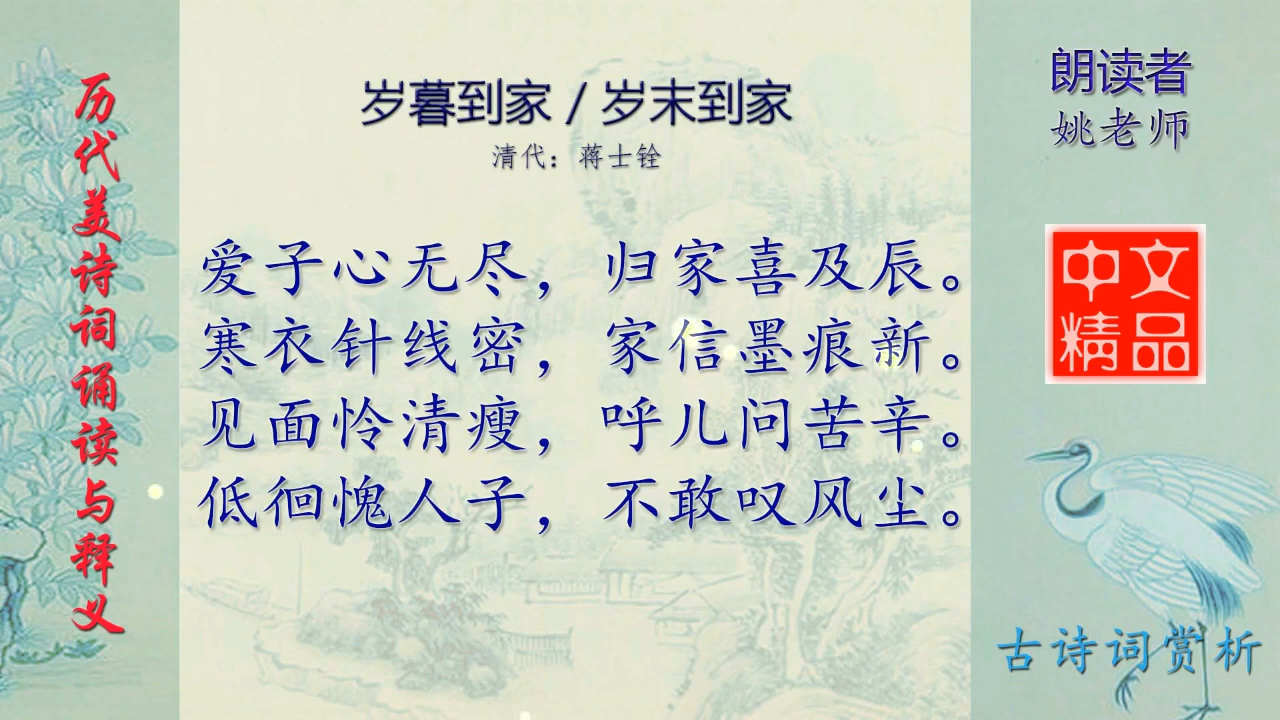 历代美诗词诵读与释义
岁暮到家 / 岁末到家
清代：蒋士铨
爱子心无尽，归家喜及辰。
寒衣针线密，家信墨痕新。
见面怜清瘦，呼儿问苦辛。
低徊愧人子，不敢叹风尘。
朗读者
姚老师
中文
精品
古诗词赏析